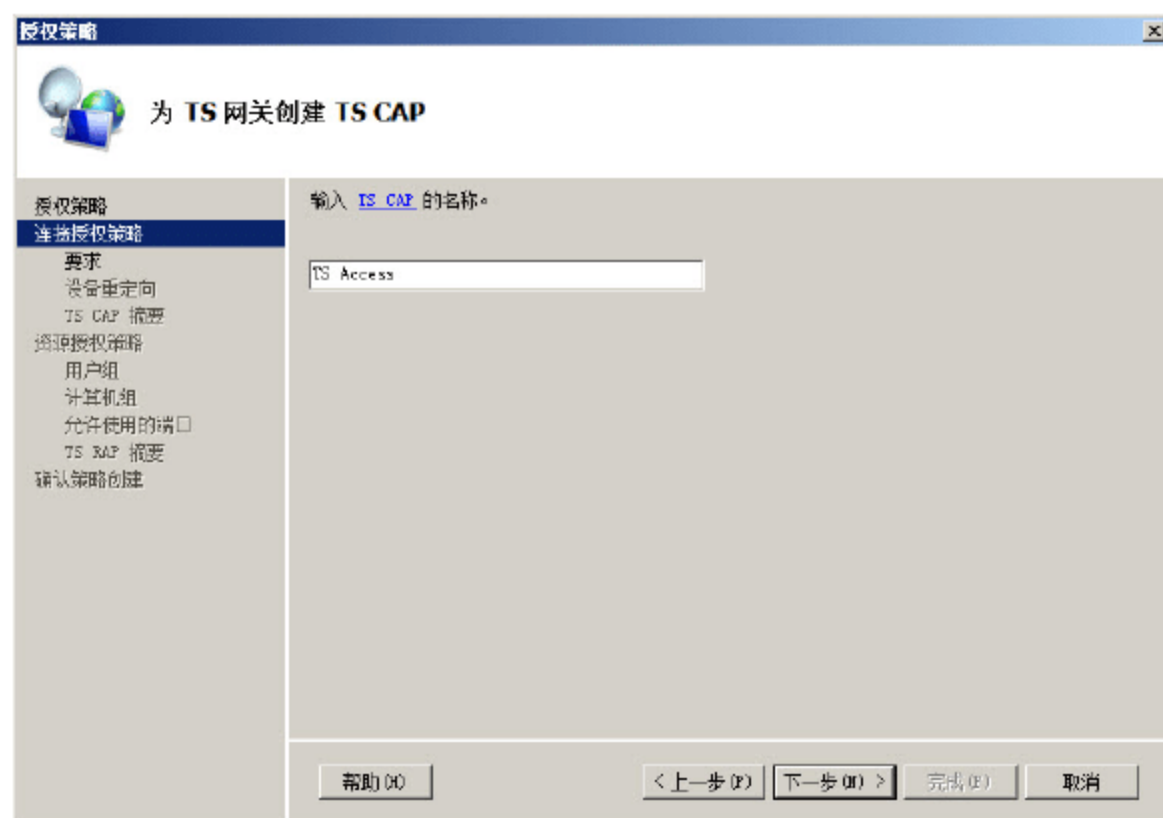 授权策略
为 TS 网关创建 TS CAP
授权策略
连接授权策略
要求
设备重定向
TS CAP 摘要
资源授权策略
用户组
计算机组
允许使用的端口
TS RAP 摘要
确认策略创建
输入 TS CAP 的名称。
TS Access
帮助(H)
< 上一步(P)
下一步(N) >
完成(F)
取消